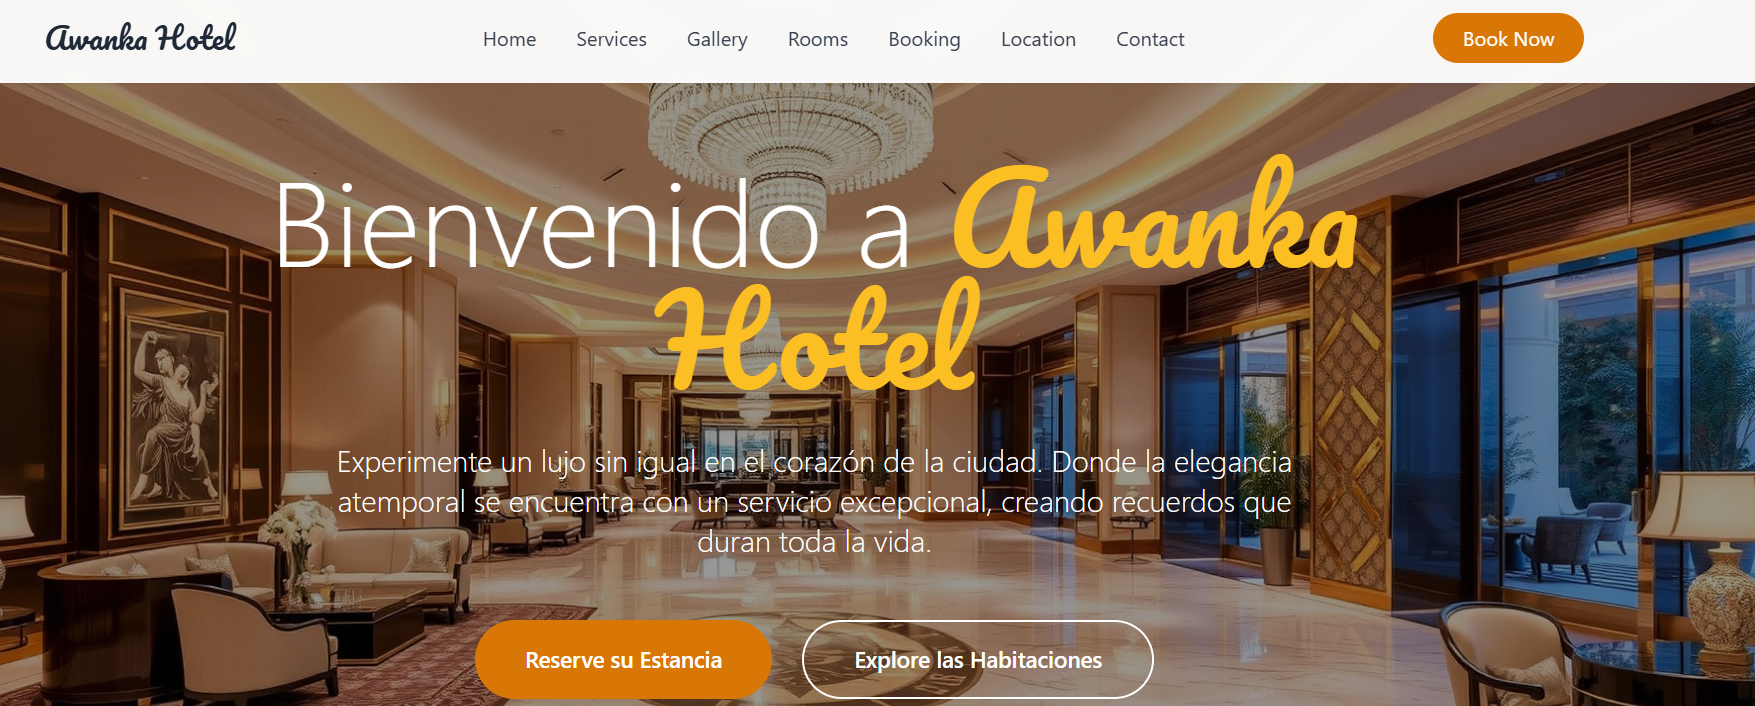 Awanka Hotel
Home Services Gallery Rooms Booking Location Contact
Book Now
Bienvenido a Awanka
Hotel
Experimente un lujo sin igual en el corazón de la ciudad. Donde la elegancia
atemporal se encuentra con un servicio excepcional, creando recuerdos que
duran toda la vida.
Reserve su Estancia
Explore las Habitaciones